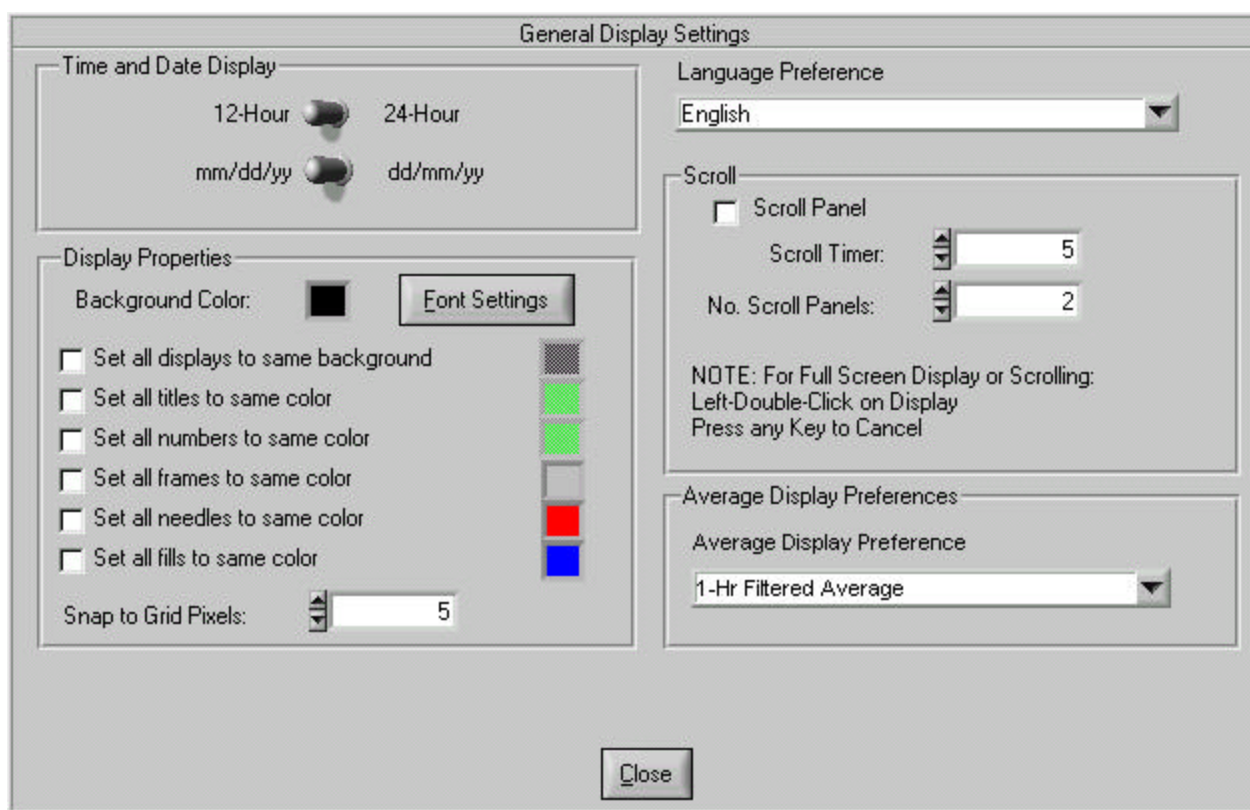 General Display Settings
Time and Date Display
12-Hour 24-Hour
mm/dd/yy dd/mm/yy
Display Properties
Background Color: Font Settings
Set all displays to same background
Set all titles to same color
Set all numbers to same color
Set all frames to same color
Set all needles to same color
Set all fills to same color
Snap to Grid Pixels: 5
Language Preference
English
Scroll
Scroll Panel
Scroll Timer: 5
No. Scroll Panels: 2
NOTE: For Full Screen Display or Scrolling:
Left-Double-Click on Display
Press any Key to Cancel
Average Display Preferences
Average Display Preference
1-Hr Filtered Average
Close